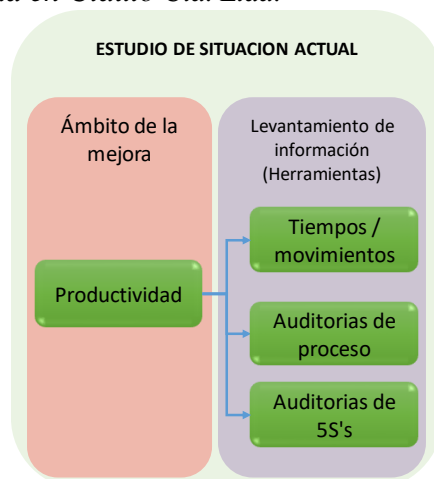 ESTUDIO DE SITUACION ACTUAL
Ámbito de la
mejora
Levantamiento de
información
(Herramientas)
Productividad
Tiempos /
movimientos
Auditorias de
proceso
Auditorias de
5S's